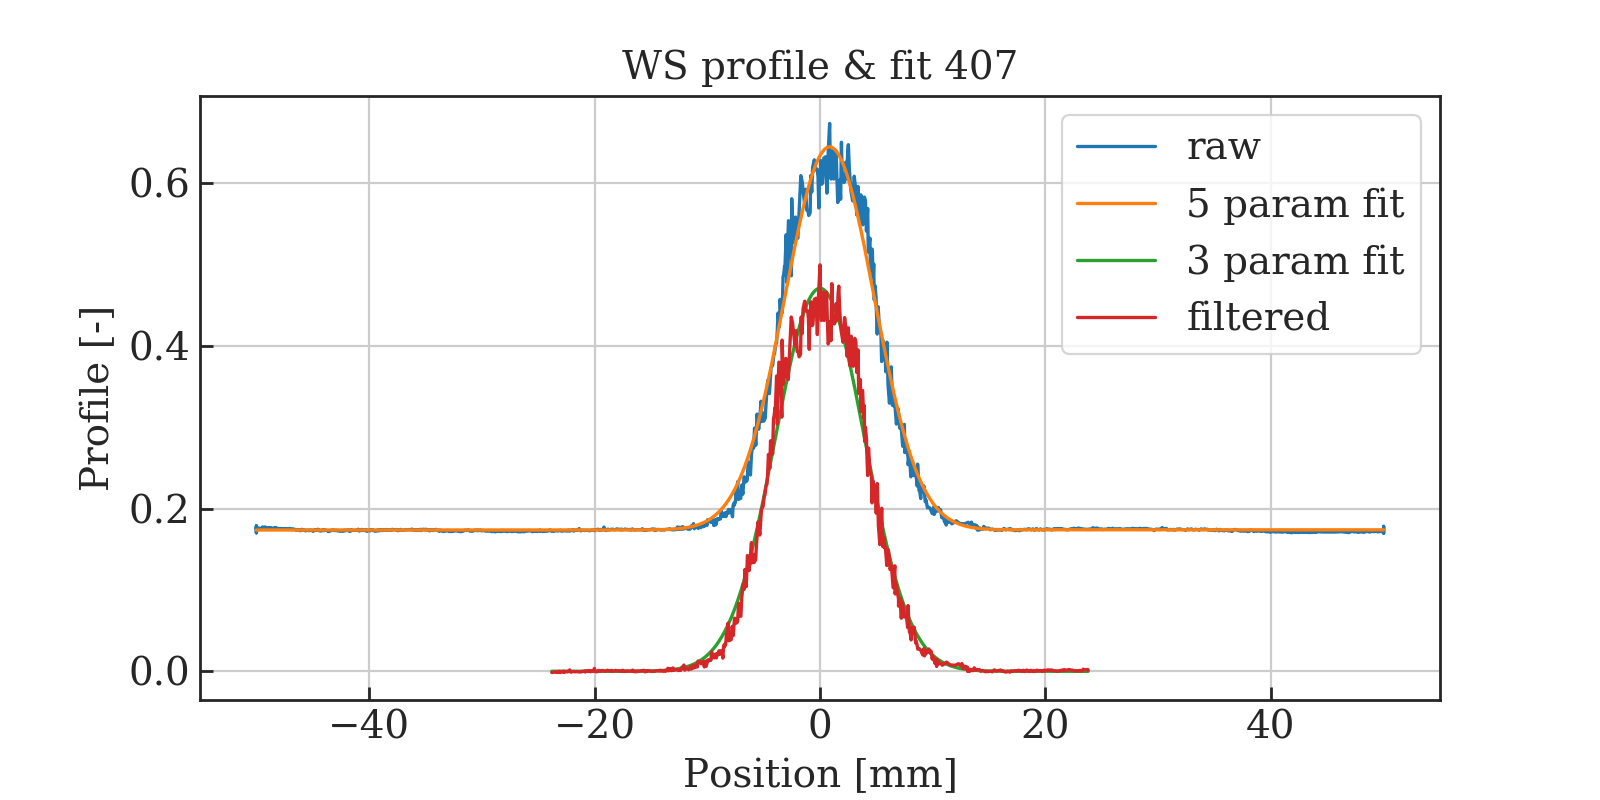 WS profile & fit 407
raw
5 param fit
3 param fit
filtered
0.6
0.4
0.2
0.0
Profile [-]
−40
−20
0
20
40
Position [mm]